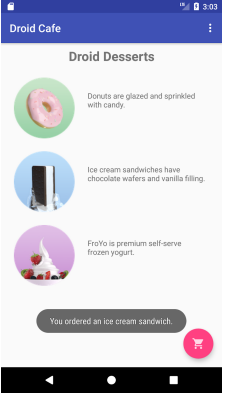 3:03
Droid Cafe
Droid Desserts
Donuts are glazed and sprinkled
with candy.
Ice cream sandwiches have
chocolate wafers and vanilla filling.
FroYo is premium self-serve
frozen yogurt.
You ordered an ice cream sandwich.